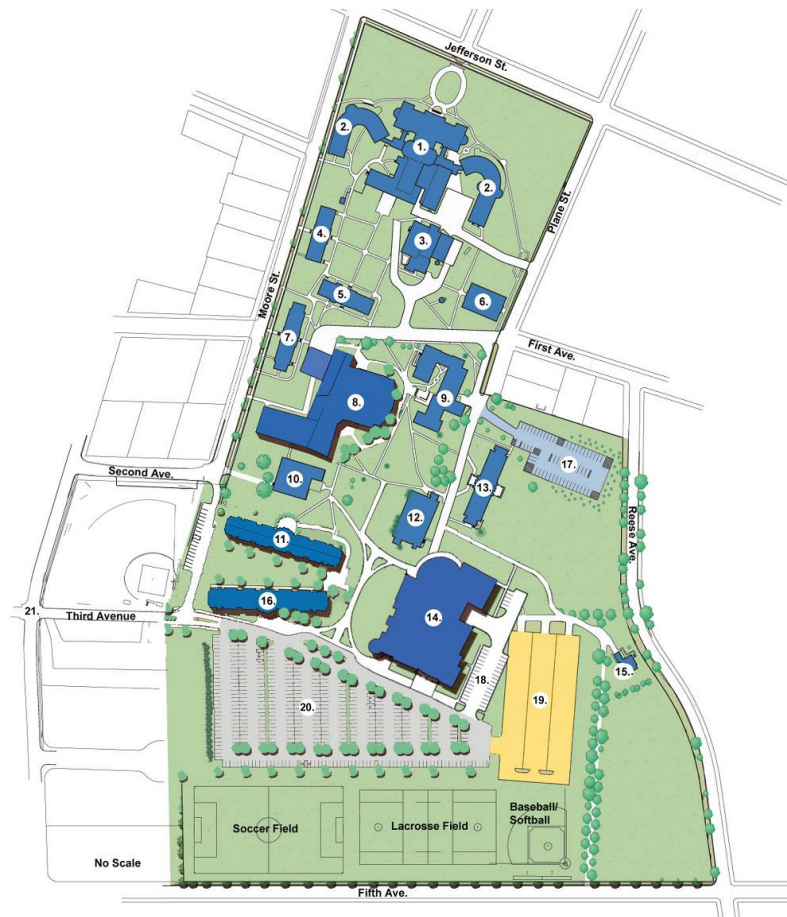 Jefferson St.
2.
1.
2.
Plane St.
4.
3.
Moore St.
5.
6.
7.
First Ave.
8.
9.
Second Ave.
10.
13.
17.
12.
Reese Ave.
11.
16.
21.
Third Avenue
14.
15.
18.
19.
20.
Baseball/
Softball
Soccer Field
Lacrosse Field
No Scale
Fifth Ave.